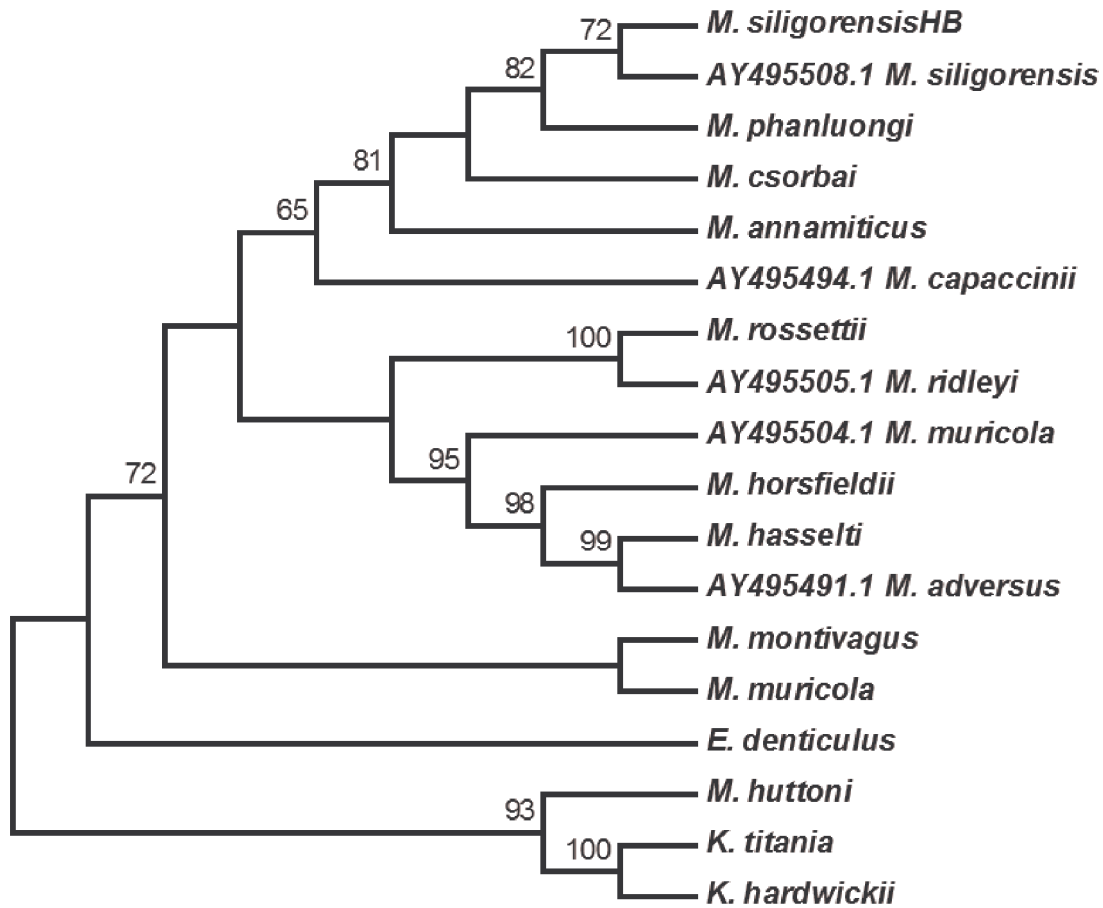 72
M. siligorensisHB
82
AY495508.1 M. siligorensis
M. phanluongi
81
M. csorbai
65
M. annamiticus
AY495494.1 M. capaccinii
100
M. rossettii
AY495505.1 M. ridleyi
95
AY495504.1 M. muricola
72
98
M. horsfieldii
99
M. hasselti
AY495491.1 M. adversus
M. montivagus
M. muricola
E. denticulus
93
M. huttoni
100
K. titania
K. hardwickii